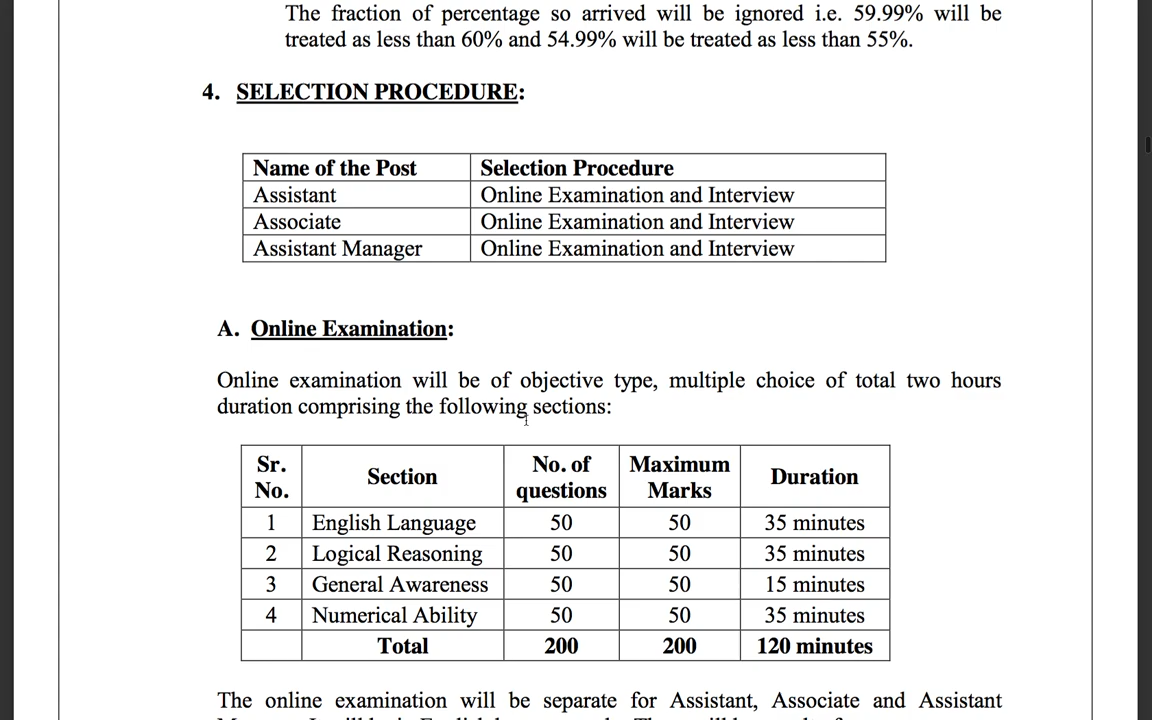 The fraction of percentage so arrived will be ignored i.e. 59.99% will be
treated as less than 60% and 54.99% will be treated as less than 55%.
4. SELECTION PROCEDURE:
Name of the Post Selection Procedure
Assistant Online Examination and Interview
Associate Online Examination and Interview
Assistant Manager Online Examination and Interview
A. Online Examination:
Online examination will be of objective type, multiple choice of total two hours
duration comprising the following sections:
Sr. No. Section No. of questions Maximum Marks Duration
1 English Language 50 50 35 minutes
2 Logical Reasoning 50 50 35 minutes
3 General Awareness 50 50 15 minutes
4 Numerical Ability 50 50 35 minutes
Total 200 200 120 minutes
The online examination will be separate for Assistant, Associate and Assistant